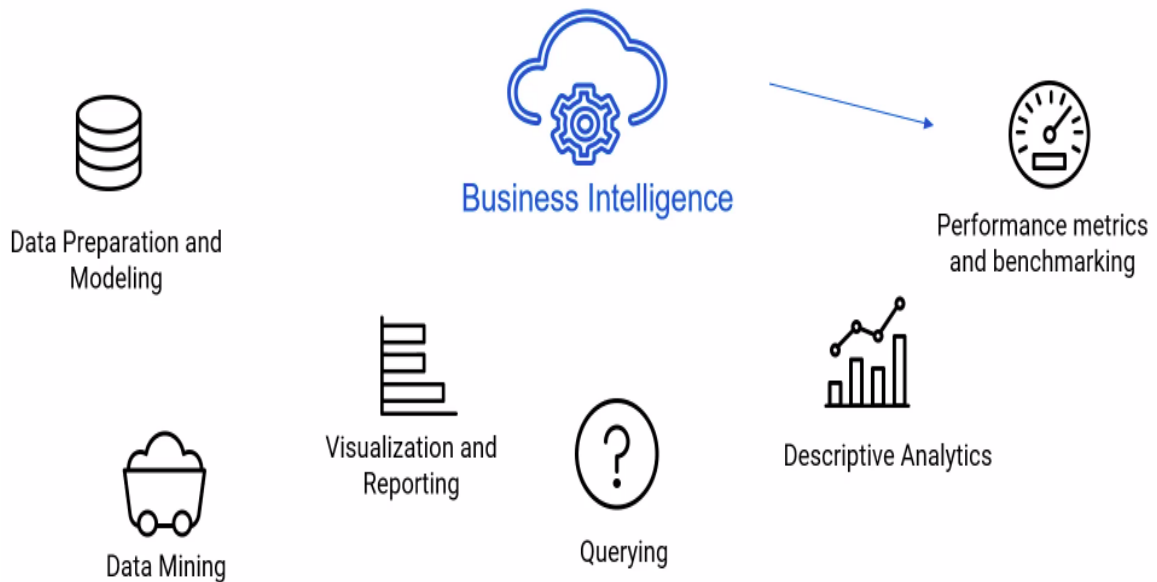 Business Intelligence
Data Preparation and
Modeling
Performance metrics
and benchmarking
Visualization and
Reporting
Descriptive Analytics
Data Mining
Querying
?